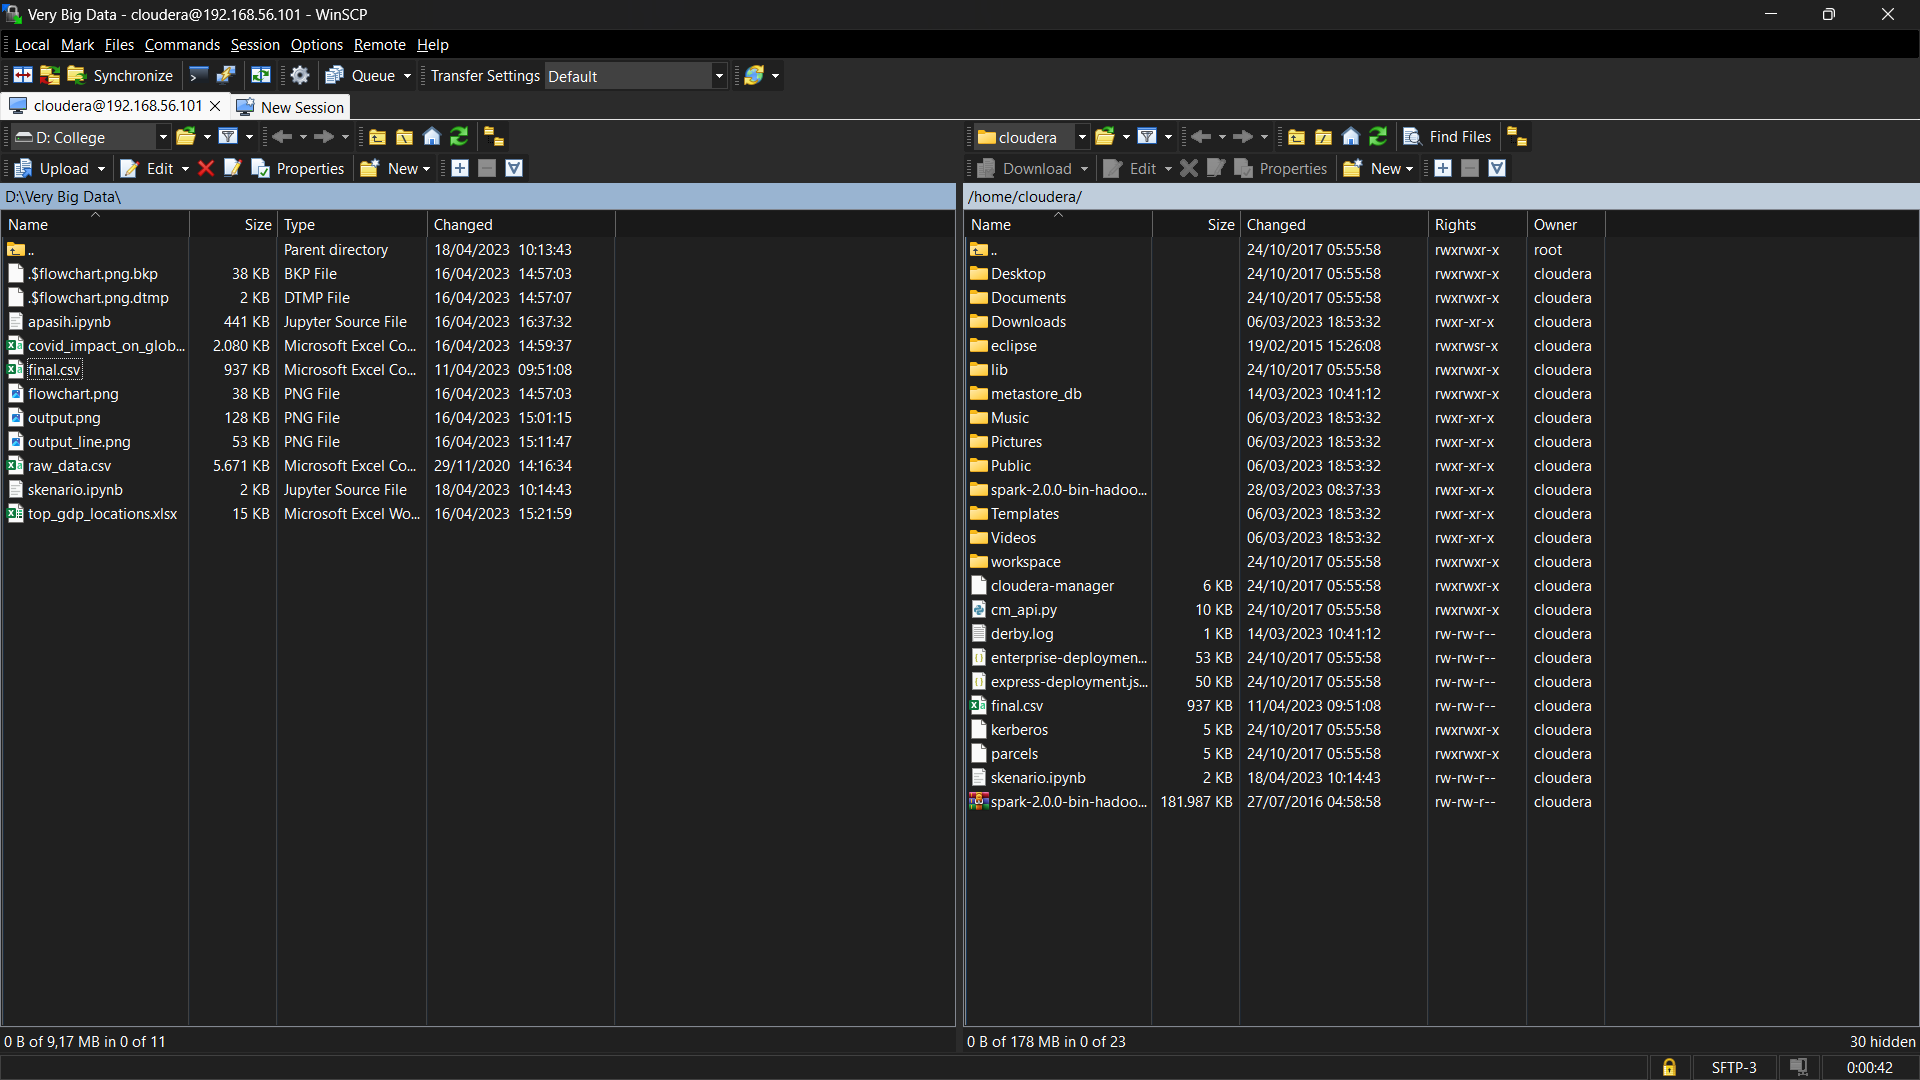 Very Big Data - cloudera@192.168.56.101 - WinSCP
Local Mark Files Commands Session Options Remote Help
Synchronize Queue Transfer Settings Default
cloudera@192.168.56.101 New Session
D: College
Upload Edit Properties New
D:\Very Big Data\
Name Size Type Changed
.. Parent directory 18/04/2023 10:13:43
.$flowchart.png.bkp 38 KB BKP File 16/04/2023 14:57:03
.$flowchart.png.dtmp 2 KB DTMP File 16/04/2023 14:57:07
apasih.ipynb 441 KB Jupyter Source File 16/04/2023 16:37:32
covid_impact_on_glob... 2.080 KB Microsoft Excel Co... 16/04/2023 14:59:37
final.csv 937 KB Microsoft Excel Co... 11/04/2023 09:51:08
flowchart.png 38 KB PNG File 16/04/2023 14:57:03
output.png 128 KB PNG File 16/04/2023 15:01:15
output_line.png 53 KB PNG File 16/04/2023 15:11:47
raw_data.csv 5.671 KB Microsoft Excel Co... 29/11/2020 14:16:34
skenario.ipynb 2 KB Jupyter Source File 18/04/2023 10:14:43
top_gdp_locations.xlsx 15 KB Microsoft Excel Wo... 16/04/2023 15:21:59
0 B of 9,17 MB in 0 of 11
cloudera Find Files
Download Edit Properties New
/home/cloudera/
Name Size Changed Rights Owner
.. 24/10/2017 05:55:58 rwxrwxr-x root
Desktop 24/10/2017 05:55:58 rwxrwxr-x cloudera
Documents 24/10/2017 05:55:58 rwxrwxr-x cloudera
Downloads 06/03/2023 18:53:32 rwxr-xr-x cloudera
eclipse 19/02/2015 15:26:08 rwxrwsr-x cloudera
lib 24/10/2017 05:55:58 rwxrwxr-x cloudera
metastore_db 14/03/2023 10:41:12 rwxrwxr-x cloudera
Music 06/03/2023 18:53:32 rwxr-xr-x cloudera
Pictures 06/03/2023 18:53:32 rwxr-xr-x cloudera
Public 06/03/2023 18:53:32 rwxr-xr-x cloudera
spark-2.0.0-bin-hadoo... 28/03/2023 08:37:33 rwxr-xr-x cloudera
Templates 06/03/2023 18:53:32 rwxr-xr-x cloudera
Videos 06/03/2023 18:53:32 rwxr-xr-x cloudera
workspace 24/10/2017 05:55:58 rwxrwxr-x cloudera
cloudera-manager 6 KB 24/10/2017 05:55:58 rwxrwxr-x cloudera
cm_api.py 10 KB 24/10/2017 05:55:58 rwxrwxr-x cloudera
derby.log 1 KB 14/03/2023 10:41:12 rw-rw-r-- cloudera
enterprise-deploymen... 53 KB 24/10/2017 05:55:58 rw-rw-r-- cloudera
express-deployment.js... 50 KB 24/10/2017 05:55:58 rw-rw-r-- cloudera
final.csv 937 KB 11/04/2023 09:51:08 rw-rw-r-- cloudera
kerberos 5 KB 24/10/2017 05:55:58 rwxrwxr-x cloudera
parcels 5 KB 24/10/2017 05:55:58 rwxrwxr-x cloudera
skenario.ipynb 2 KB 18/04/2023 10:14:43 rw-rw-r-- cloudera
spark-2.0.0-bin-hadoo... 181.987 KB 27/07/2016 04:58:58 rw-rw-r-- cloudera
0 B of 178 MB in 0 of 23 30 hidden
SFTP-3 0:00:42